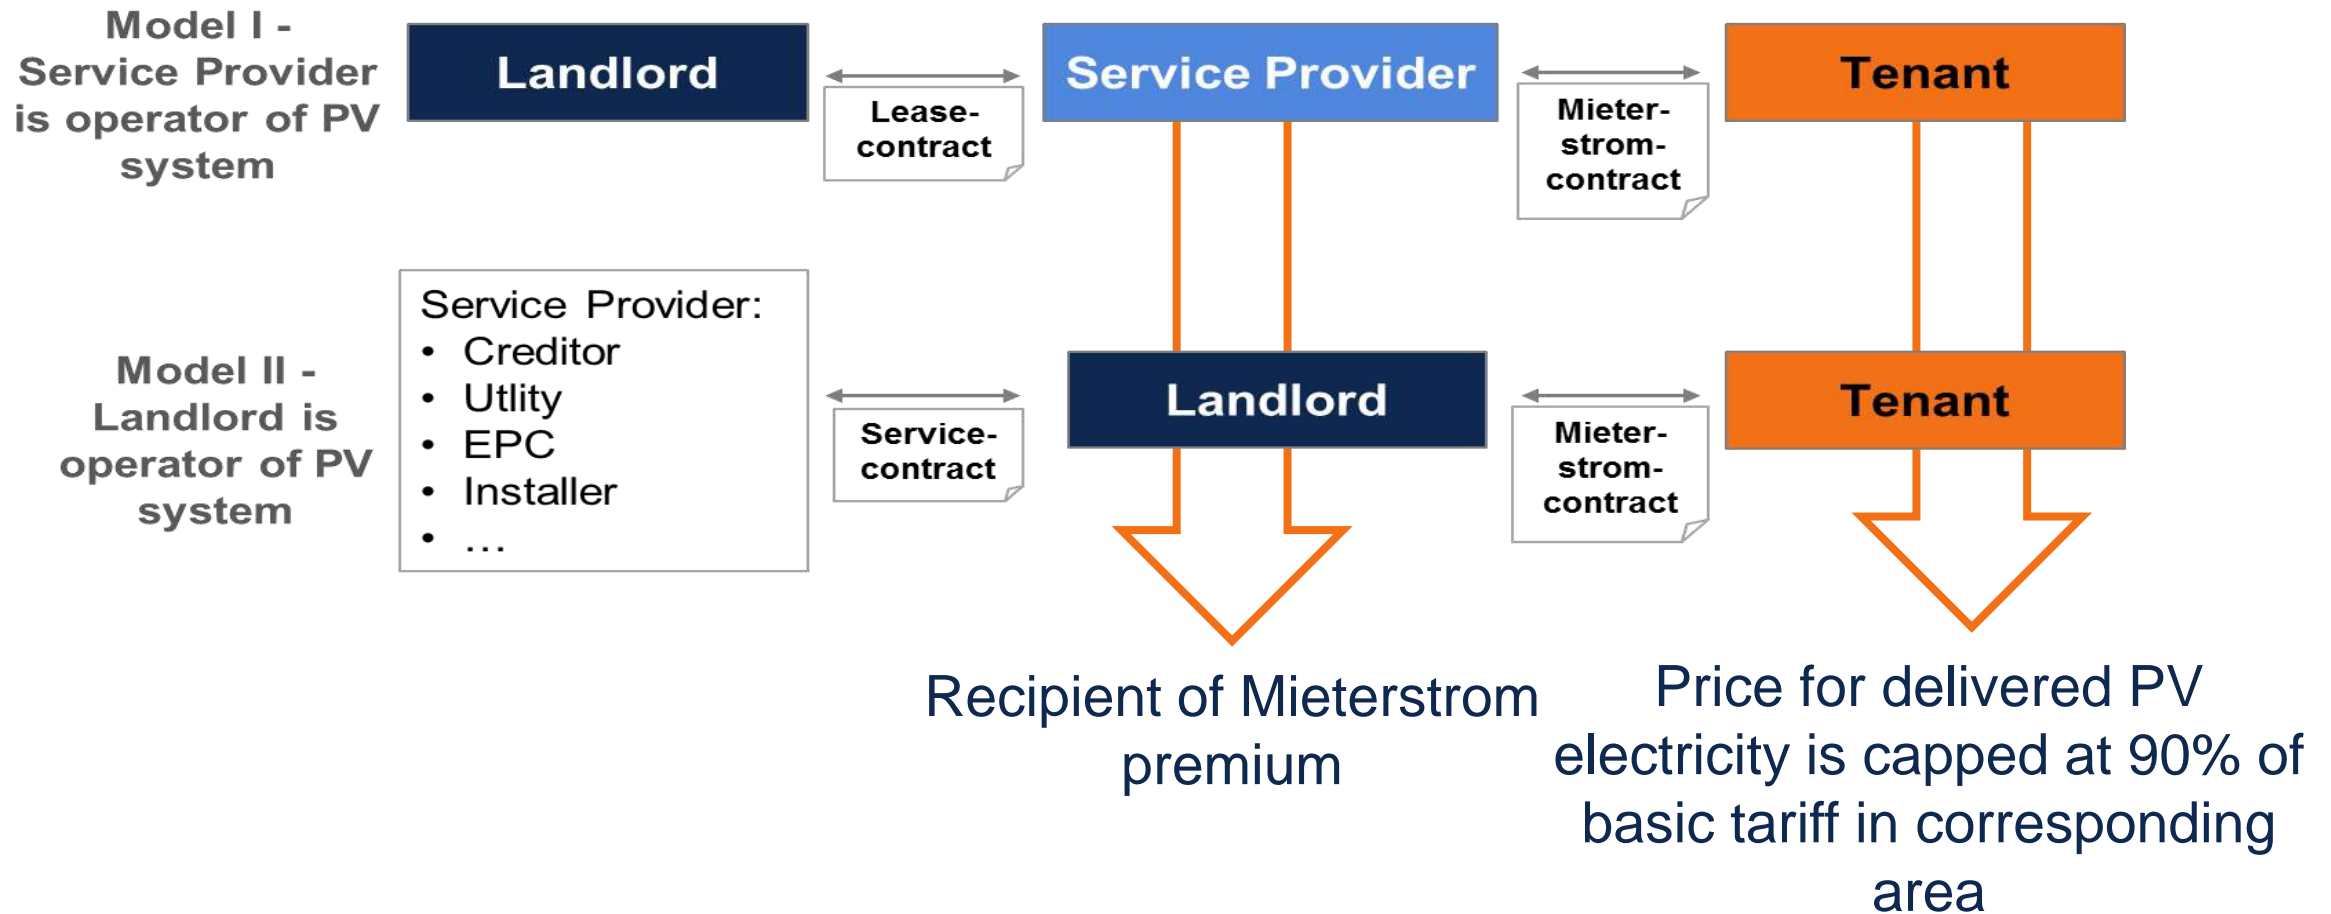 Model I -
Service Provider
is operator of PV
system
Landlord
Lease-
contract
Service Provider
Mieter-
strom-
contract
Tenant
Model II -
Landlord is
operator of PV
system
Service Provider:
• Creditor
• Utlity
• EPC
• Installer
• ...
Service-
contract
Landlord
Mieter-
strom-
contract
Tenant
Recipient of Mieterstrom
premium
Price for delivered PV
electricity is capped at 90% of
basic tariff in corresponding
area